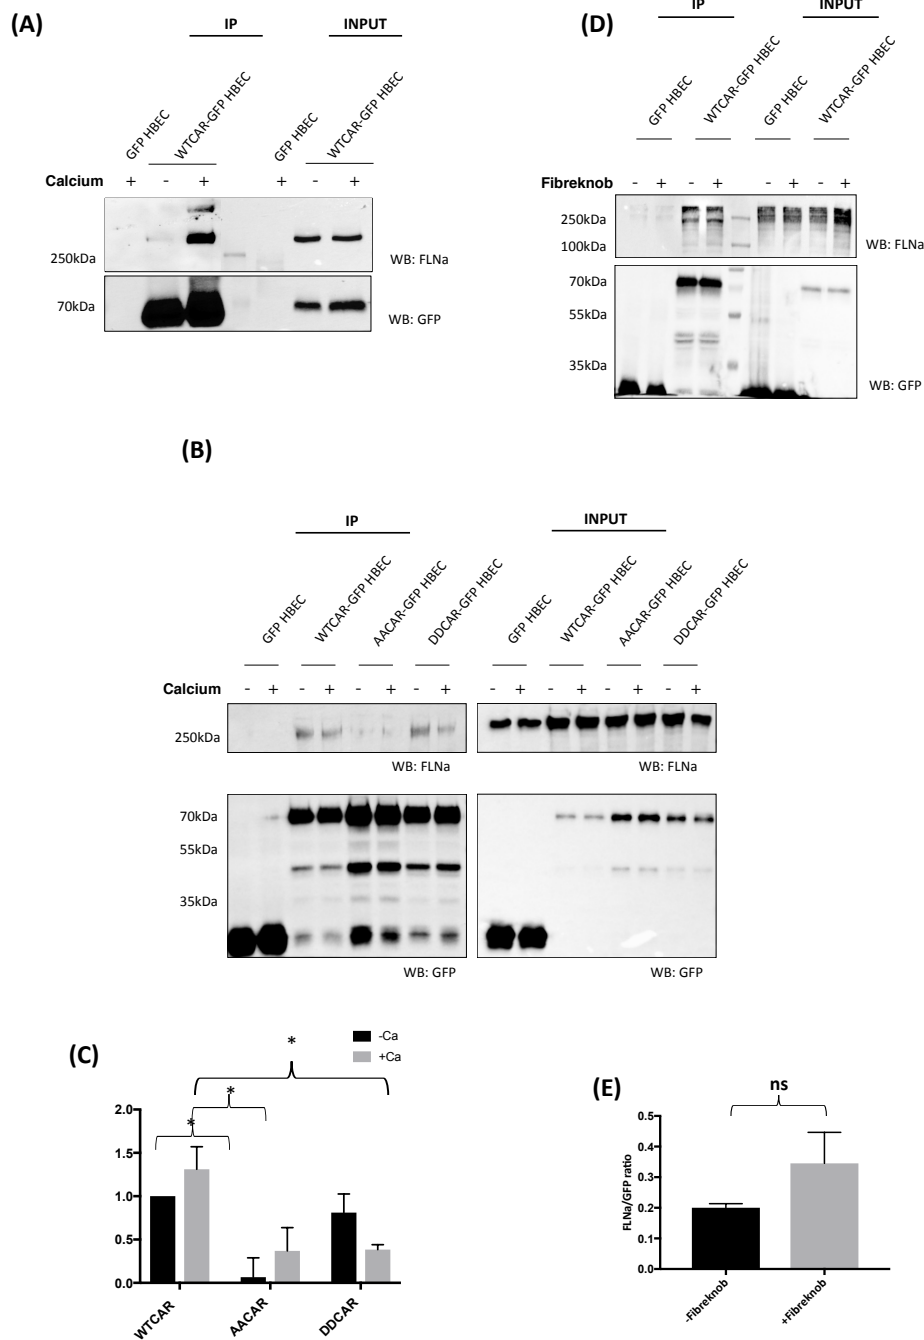 (A)
IP INPUT
GFP HBEC WTCAR-GFP HBEC GFP HBEC WTCAR-GFP HBEC
Calcium + - + + - +
250kDa WB: FLNa
70kDa WB: GFP
(D)
IP INPUT
GFP HBEC WTCAR-GFP HBEC GFP HBEC WTCAR-GFP HBEC
Fibreknob - + - + - + - +
250kDa
100kDa WB: FLNa
70kDa
55kDa
35kDa
WB: GFP
(B)
IP INPUT
GFP HBEC WTCAR-GFP HBEC AACAR-GFP HBEC DDCAR-GFP HBEC GFP HBEC WTCAR-GFP HBEC AACAR-GFP HBEC DDCAR-GFP HBEC
Calcium - + - + - + - + - + - + - + - +
250kDa
WB: FLNa WB: FLNa
70kDa
55kDa
35kDa
WB: GFP WB: GFP
(C)
-Ca
+Ca
*
*
*
2.0
1.5
1.0
0.5
0.0
WTCAR AACAR DDCAR
(E)
ns
FLNa/GFP ratio
0.5
0.4
0.3
0.2
0.1
0.0
-Fibreknob +Fibreknob